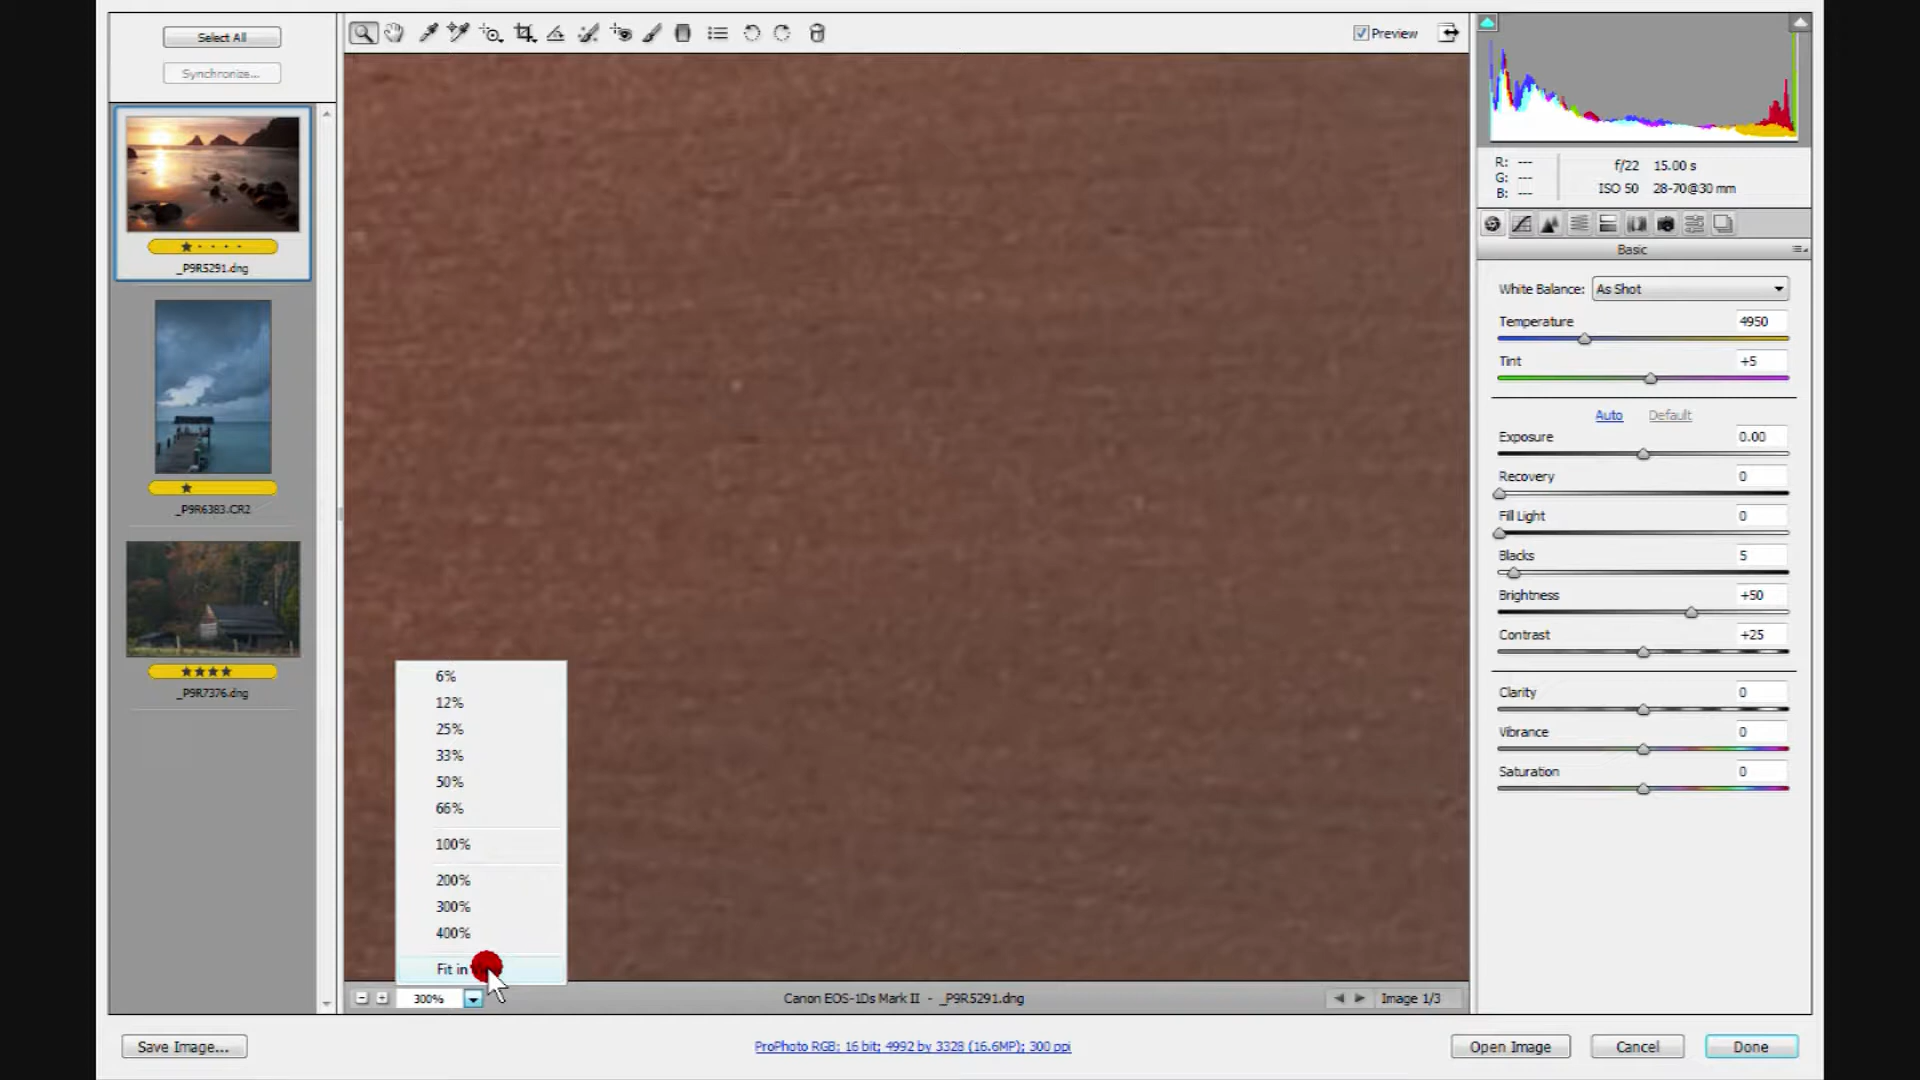 Select All
Synchronize...
_P9R5291.dng
_P9R6383.CR2
_P9R7376.dng
Preview
6%
12%
25%
33%
50%
66%
100%
200%
300%
400%
Fit in
300%
Canon EOS-1Ds Mark II - _P9R5291.dng
Image 1/3
R: ---
G: ---
B: ---
f/22 15.00 s
ISO 50 28-70@30 mm
Basic
White Balance: As Shot
Temperature 4950
Tint +5
Auto Default
Exposure 0.00
Recovery 0
Fill Light 0
Blacks 5
Brightness +50
Contrast +25
Clarity 0
Vibrance 0
Saturation 0
Save Image...
ProPhoto RGB; 16 bit; 4992 by 3328 (16.6MP); 300 ppi
Open Image
Cancel
Done